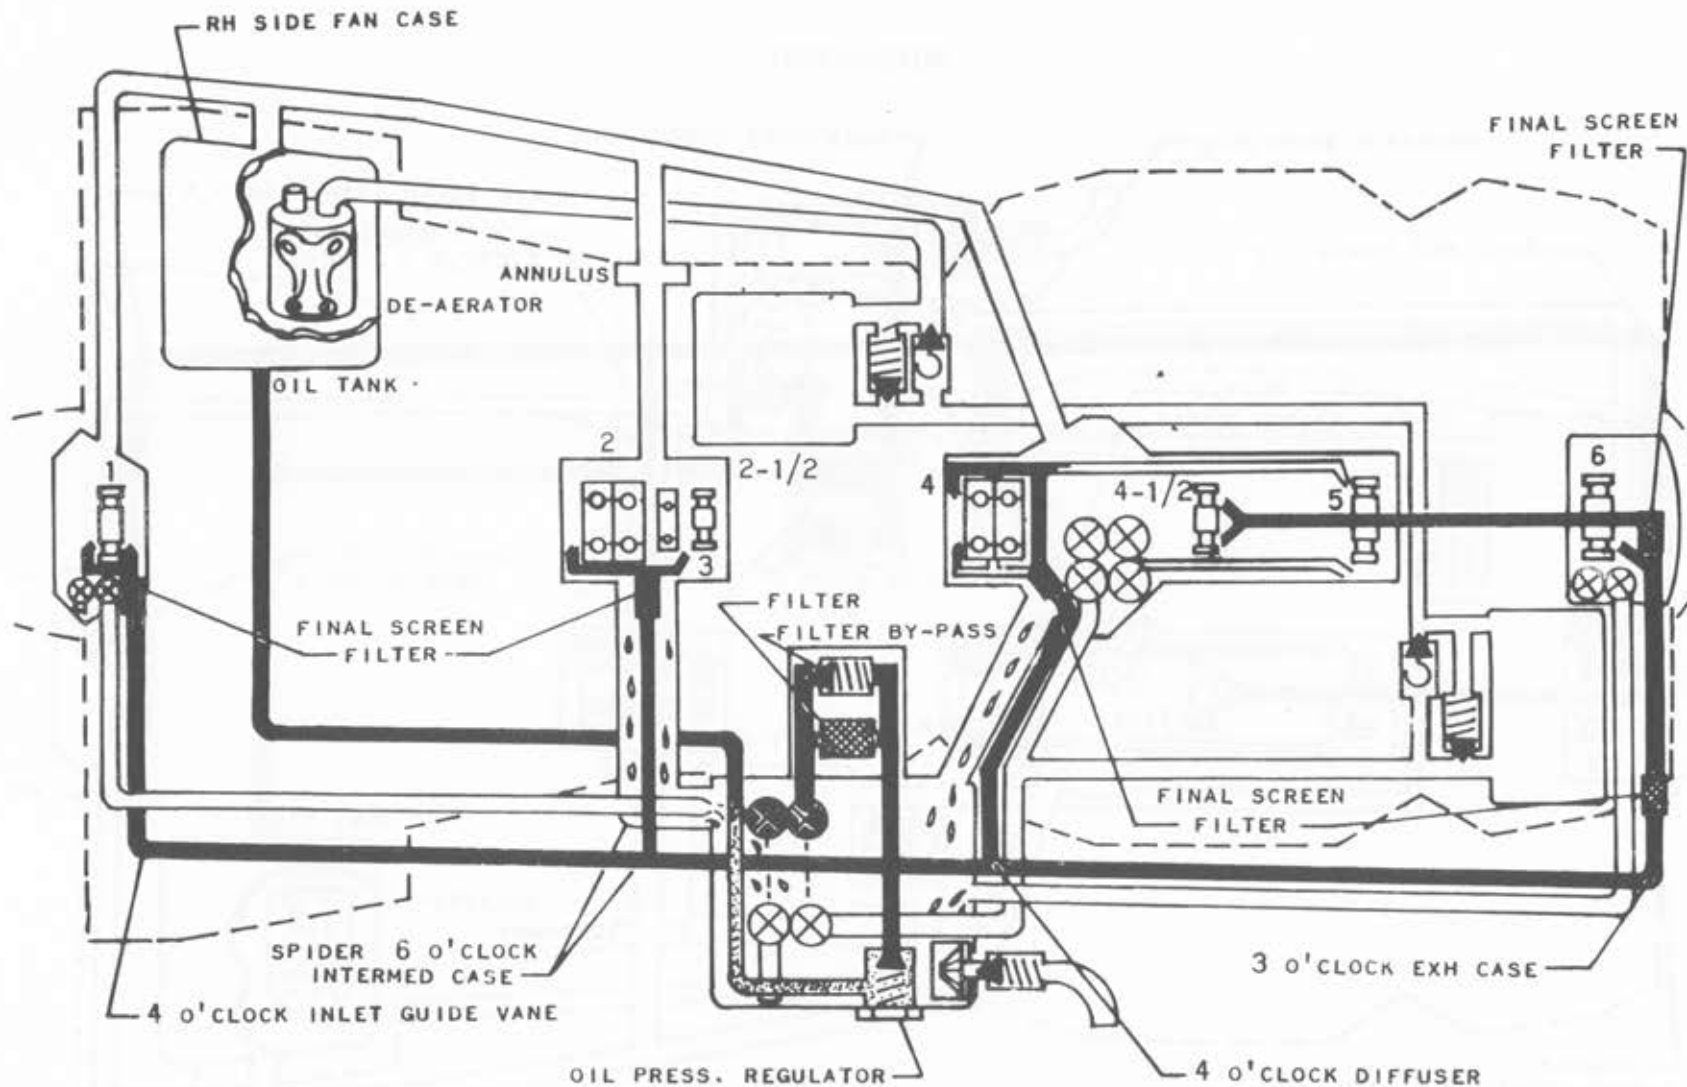 RH SIDE FAN CASE
FINAL SCREEN
FILTER
ANNULUS
DE-AERATOR
OIL TANK
1
2
2-1/2
3
4
4-1/2
5
6
FINAL SCREEN
FILTER
FILTER
FILTER BY-PASS
FINAL SCREEN
FILTER
SPIDER 6 O'CLOCK
INTERMED CASE
4 O'CLOCK INLET GUIDE VANE
3 O'CLOCK EXH CASE
OIL PRESS. REGULATOR
4 O'CLOCK DIFFUSER